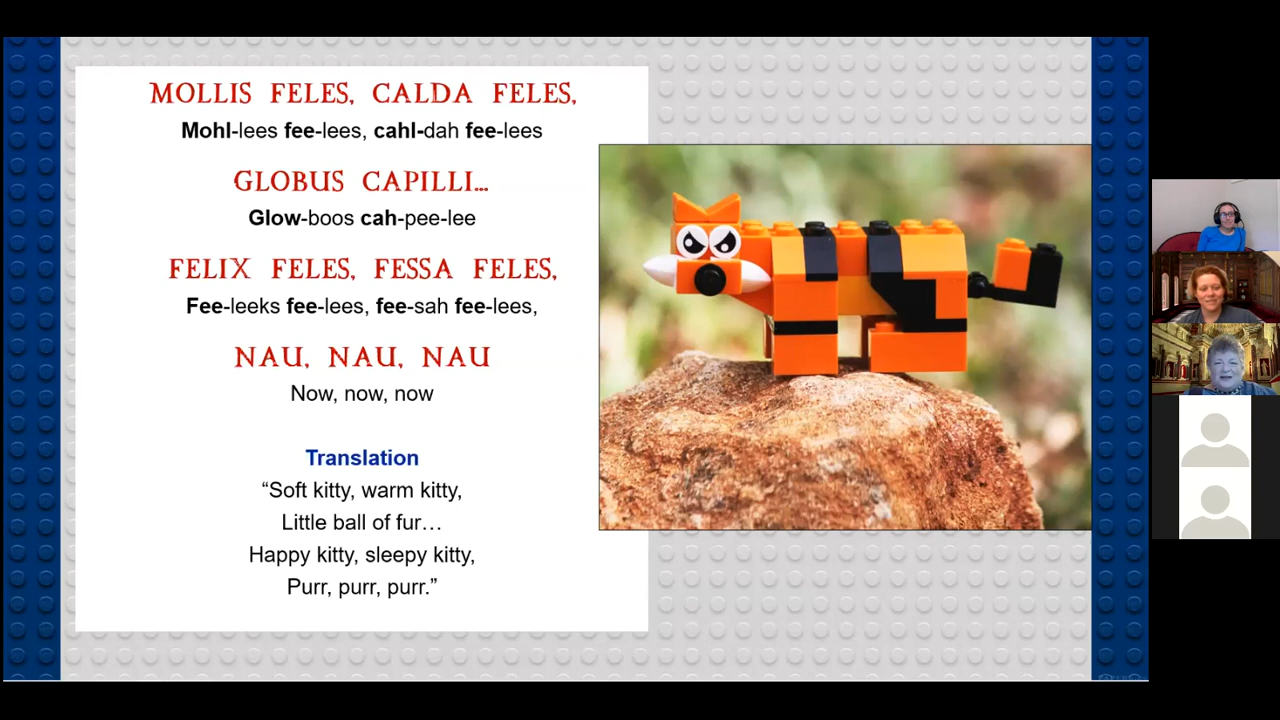 MOLLIS FELES, CALDA FELES,
Mohl-lees fee-lees, cahl-dah fee-lees
GLOBUS CAPILLI...
Glow-boos cah-pee-lee
FELIX FELES, FESSA FELES,
Fee-leeks fee-lees, fee-sah fee-lees,
NAU, NAU, NAU
Now, now, now
Translation
“Soft kitty, warm kitty,
Little ball of fur…
Happy kitty, sleepy kitty,
Purr, purr, purr.”